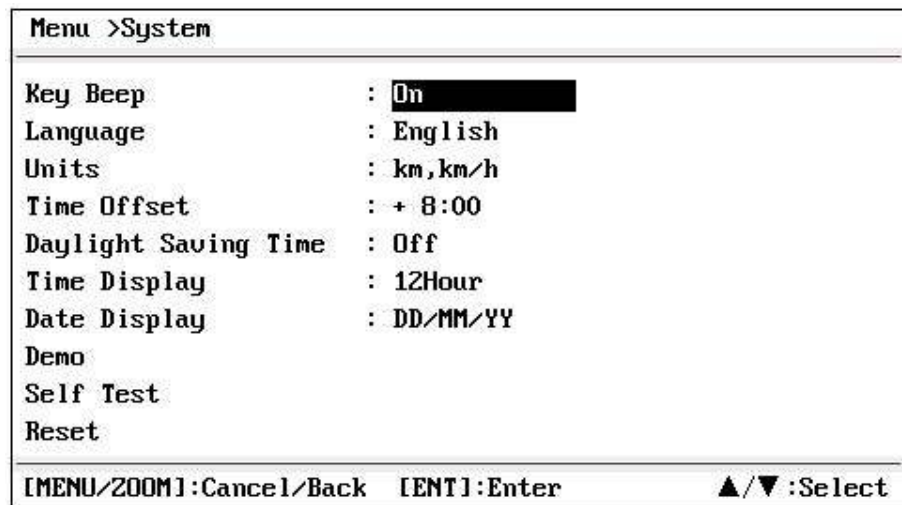 Menu >System
Key Beep : On
Language : English
Units : km,km/h
Time Offset : + 8:00
Daylight Saving Time : Off
Time Display : 12Hour
Date Display : DD/MM/YY
Demo
Self Test
Reset
[MENU/ZOOM]:Cancel/Back [ENT]:Enter ▲/▼:Select